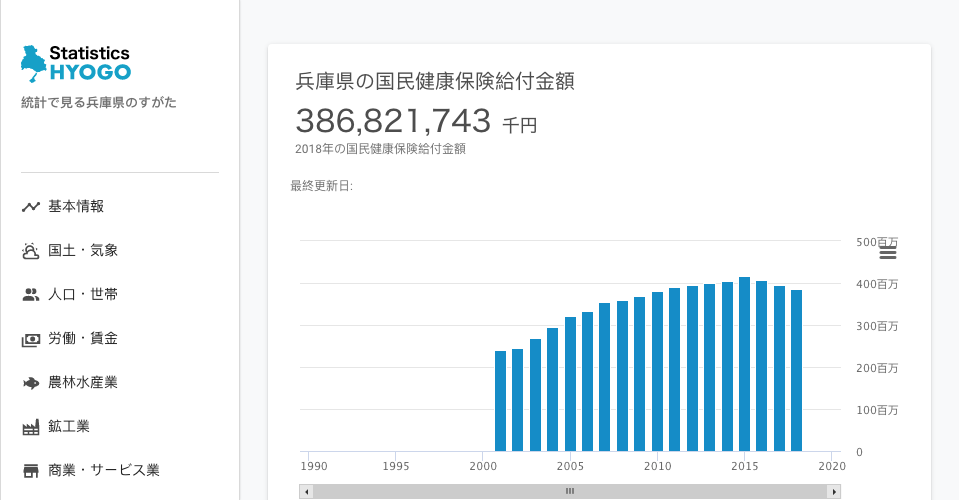 Statistics
HYOGO
統計で見る兵庫県のすがた
基本情報
国土・気象
人口・世帯
労働・賃金
農林水産業
鉱工業
商業・サービス業
兵庫県の国民健康保険給付金額
386,821,743 千円
2018年の国民健康保険給付金額
最終更新日:
500百万
400百万
300百万
200百万
100百万
0
1990 1995 2000 2005 2010 2015 2020